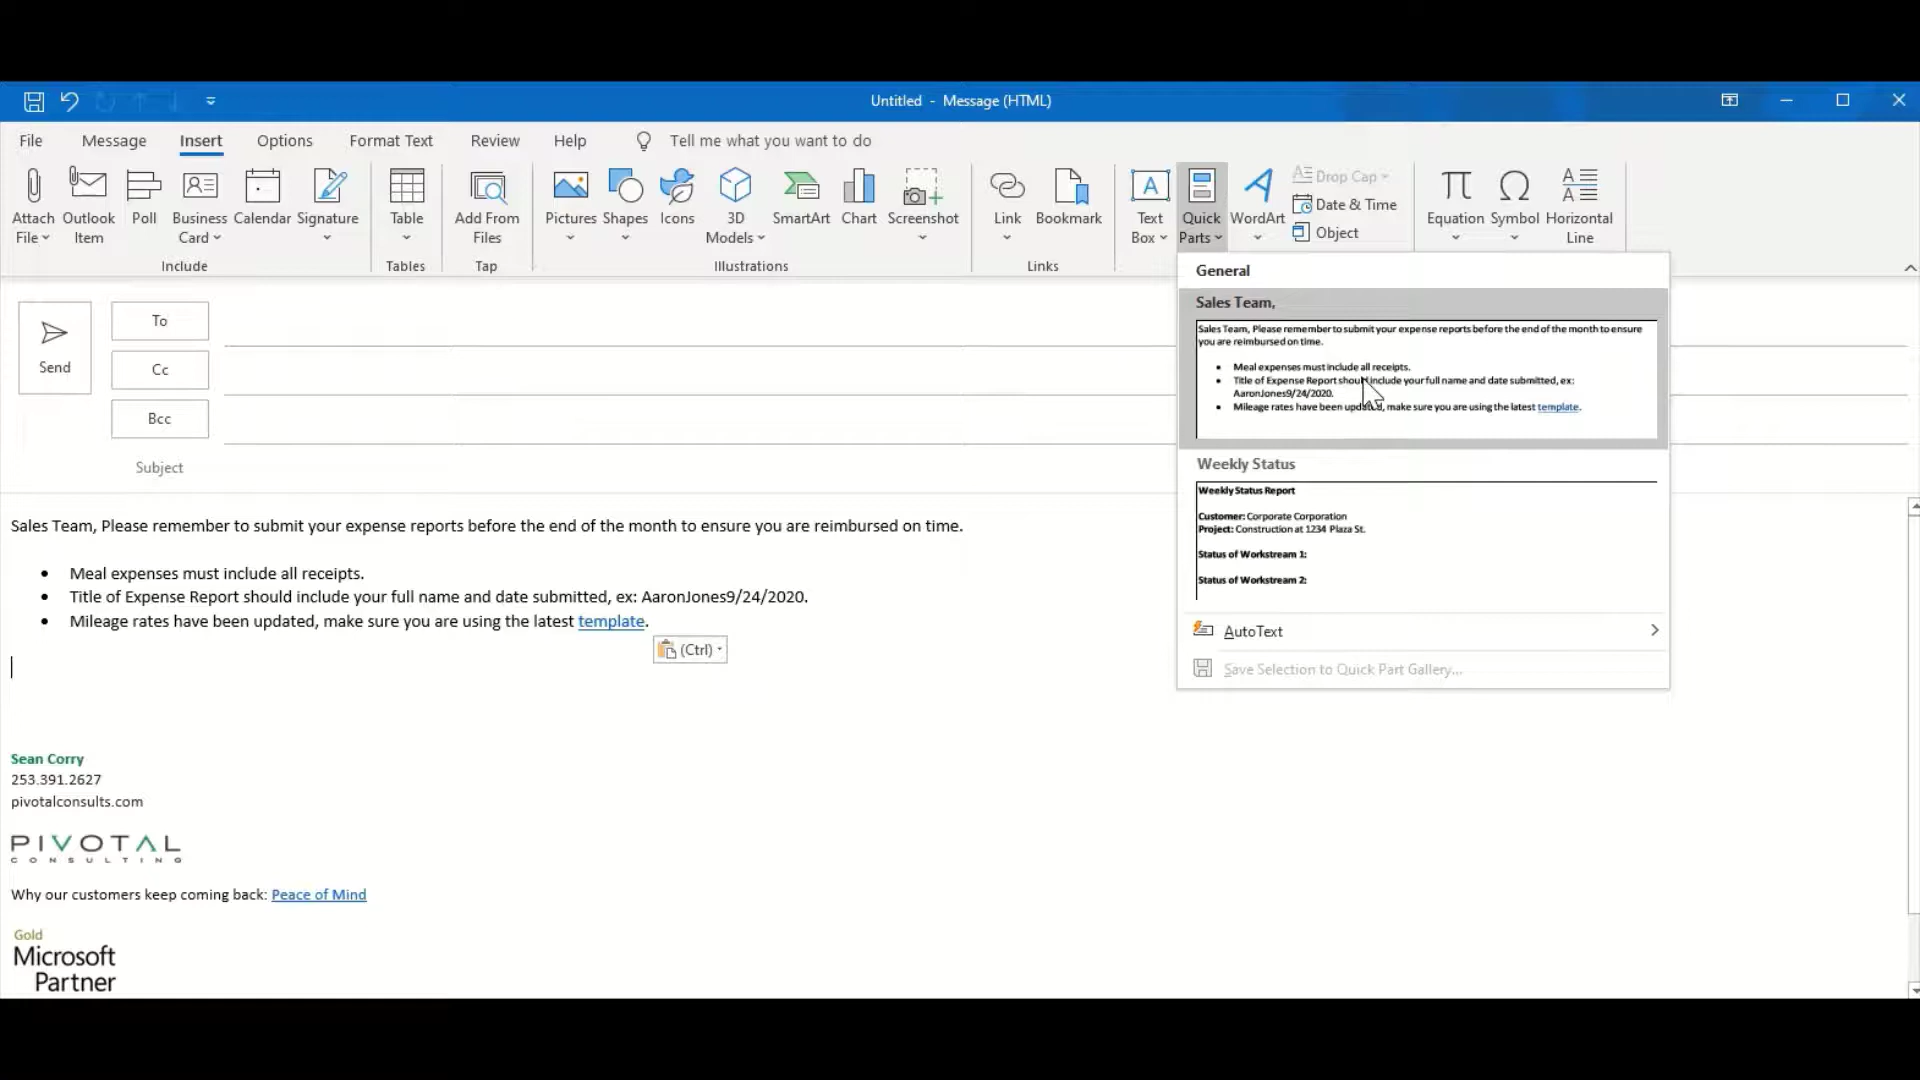 Untitled - Message (HTML)
File Message Insert Options Format Text Review Help Tell me what you want to do
Attach File
Outlook Item
Poll
Business Card
Calendar
Signature
Include
Table
Tables
Add From Files
Tap
Pictures
Shapes
Icons
3D Models
SmartArt
Chart
Screenshot
Illustrations
Link
Bookmark
Links
Text Box
Quick Parts
WordArt
Drop Cap
Date & Time
Object
Equation
Symbol
Horizontal Line
General
Sales Team,
Sales Team, Please remember to submit your expense reports before the end of the month to ensure
you are reimbursed on time.
• Meal expenses must include all receipts.
• Title of Expense Report should include your full name and date submitted, ex:
AaronJones9/24/2020.
• Mileage rates have been updated, make sure you are using the latest template.
Weekly Status
Weekly Status Report
Customer: Corporate Corporation
Project: Construction at 1234 Plaza St.
Status of Workstream 1:
Status of Workstream 2:
AutoText
Save Selection to Quick Part Gallery...
Send
To
Cc
Bcc
Subject
Sales Team, Please remember to submit your expense reports before the end of the month to ensure you are reimbursed on time.
• Meal expenses must include all receipts.
• Title of Expense Report should include your full name and date submitted, ex: AaronJones9/24/2020.
• Mileage rates have been updated, make sure you are using the latest template.
(Ctrl)
Sean Corry
253.391.2627
pivotalconsults.com
PIVOTAL
CONSULTING
Why our customers keep coming back: Peace of Mind
Gold
Microsoft
Partner